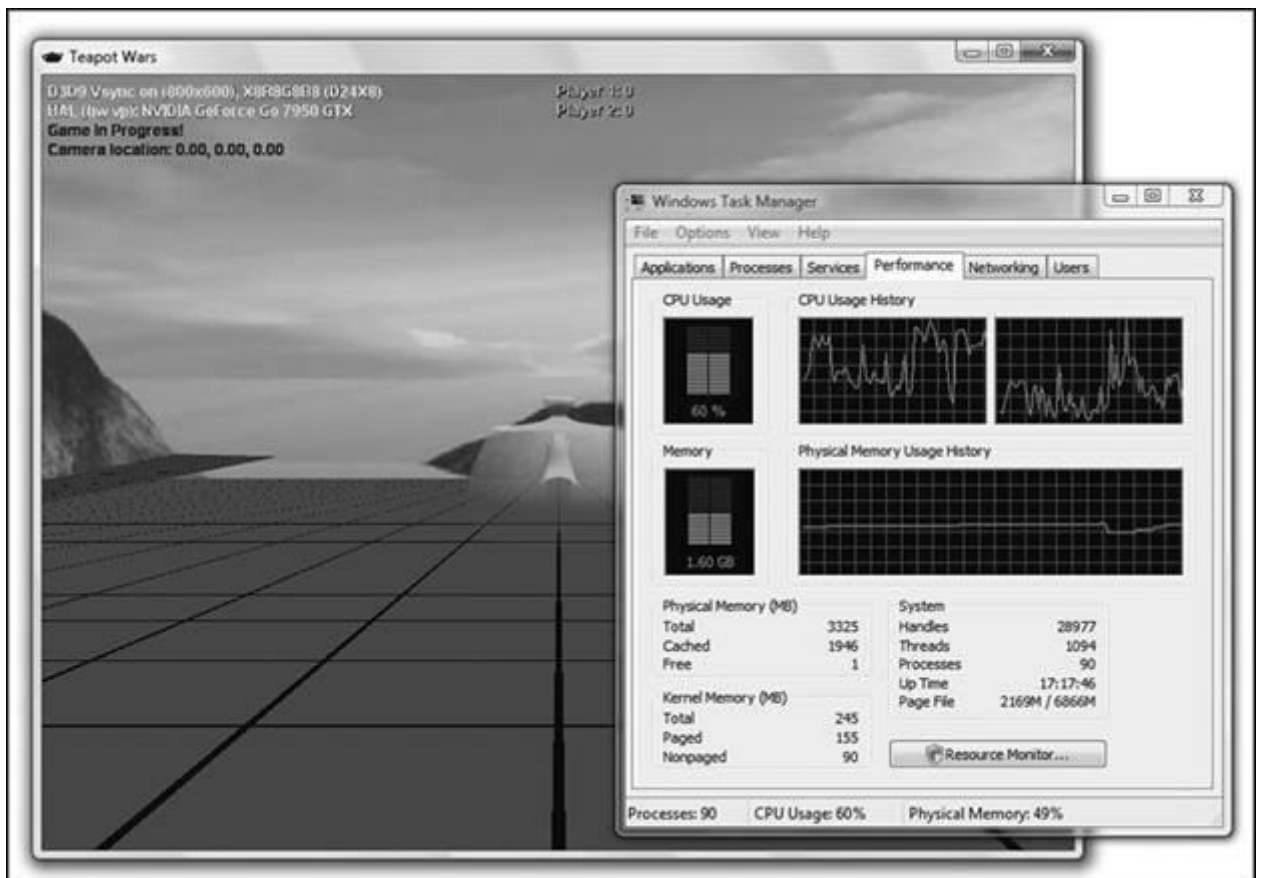 Teapot Wars
D3D9 Vsync on (800x600), X8R8G8B8 (D24X8)
HAL (hw vp): NVIDIA GeForce Go 7950 GTX
Game in Progress!
Camera location: 0.00, 0.00, 0.00
Player 1: 0
Player 2: 0
Windows Task Manager
File Options View Help
Applications Processes Services Performance Networking Users
CPU Usage
CPU Usage History
60 %
Memory
Physical Memory Usage History
1.60 GB
Physical Memory (MB)
Total 3325
Cached 1946
Free 1
Kernel Memory (MB)
Total 245
Paged 155
Nonpaged 90
System
Handles 28977
Threads 1094
Processes 90
Up Time 17:17:46
Page File 2169M / 6866M
Resource Monitor...
Processes: 90 CPU Usage: 60% Physical Memory: 49%